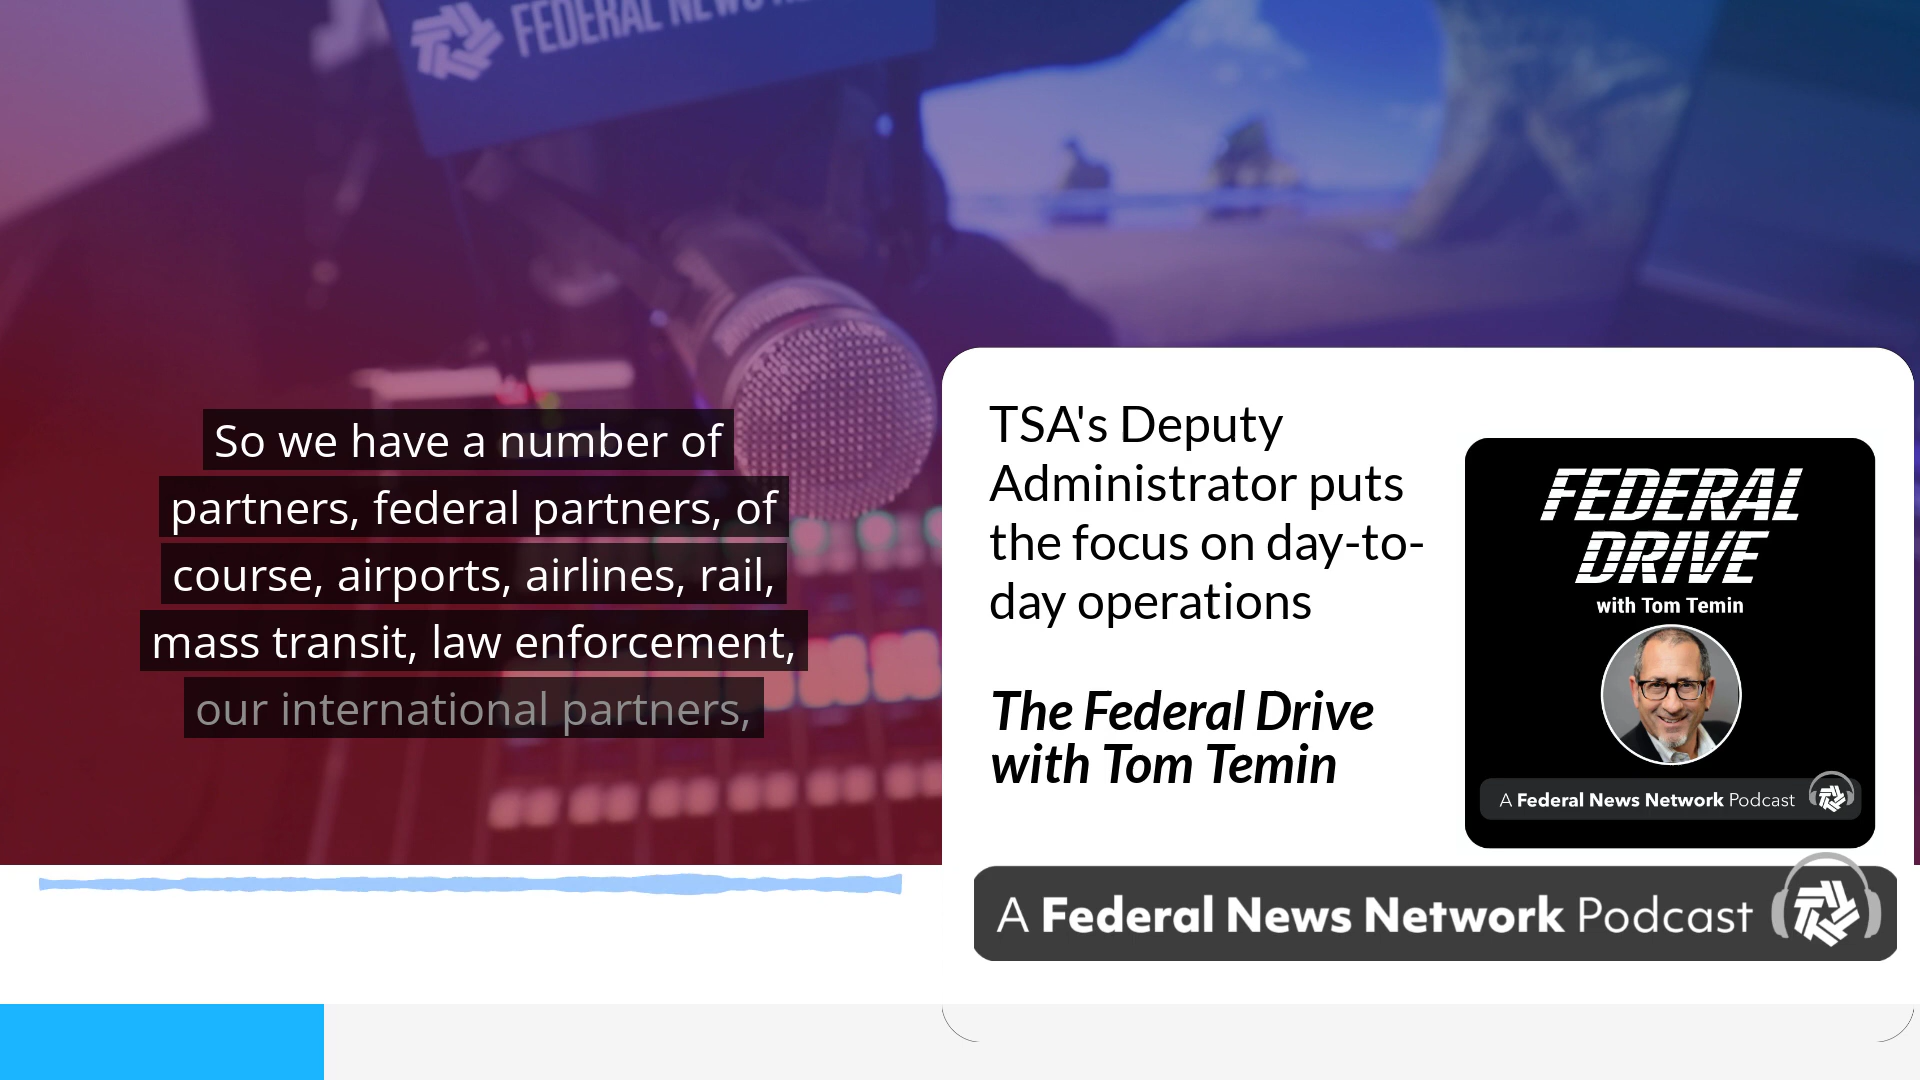 FEDERAL NEWS
So we have a number of
partners, federal partners, of
course, airports, airlines, rail,
mass transit, law enforcement,
our international partners,
TSA's Deputy
Administrator puts
the focus on day-to-
day operations
The Federal Drive
with Tom Temin
FEDERAL
DRIVE
with Tom Temin
A Federal News Network Podcast
A Federal News Network Podcast